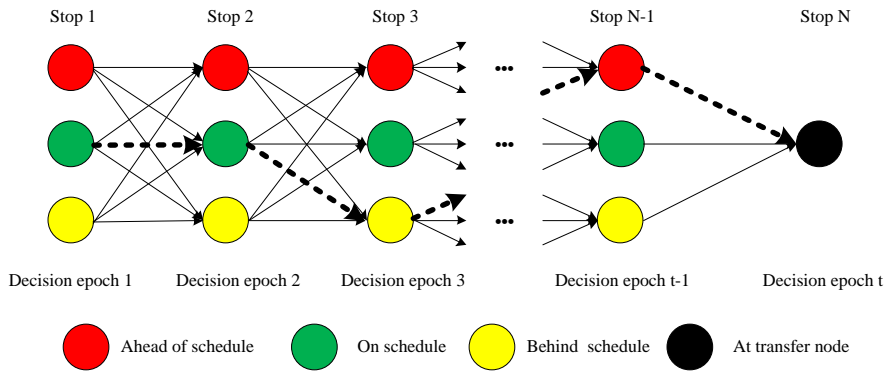 Stop 1 Stop 2 Stop 3 Stop N-1 Stop N
...
...
...
Decision epoch 1 Decision epoch 2 Decision epoch 3 Decision epoch t-1 Decision epoch t
Ahead of schedule On schedule Behind schedule At transfer node